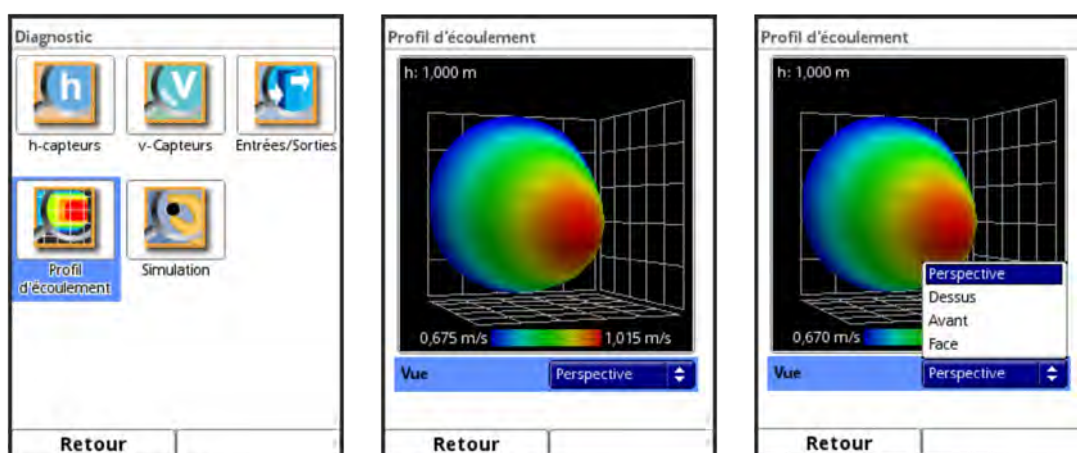 Diagnostic
h
V
h-capteurs
v-Capteurs
Entrées/Sorties
Profil
d'écoulement
Simulation
Retour
Profil d'écoulement
h: 1,000 m
0,675 m/s
1,015 m/s
Vue
Perspective
Retour
Profil d'écoulement
h: 1,000 m
0,670 m/s
Perspective
Dessus
Avant
Face
Vue
Perspective
Retour